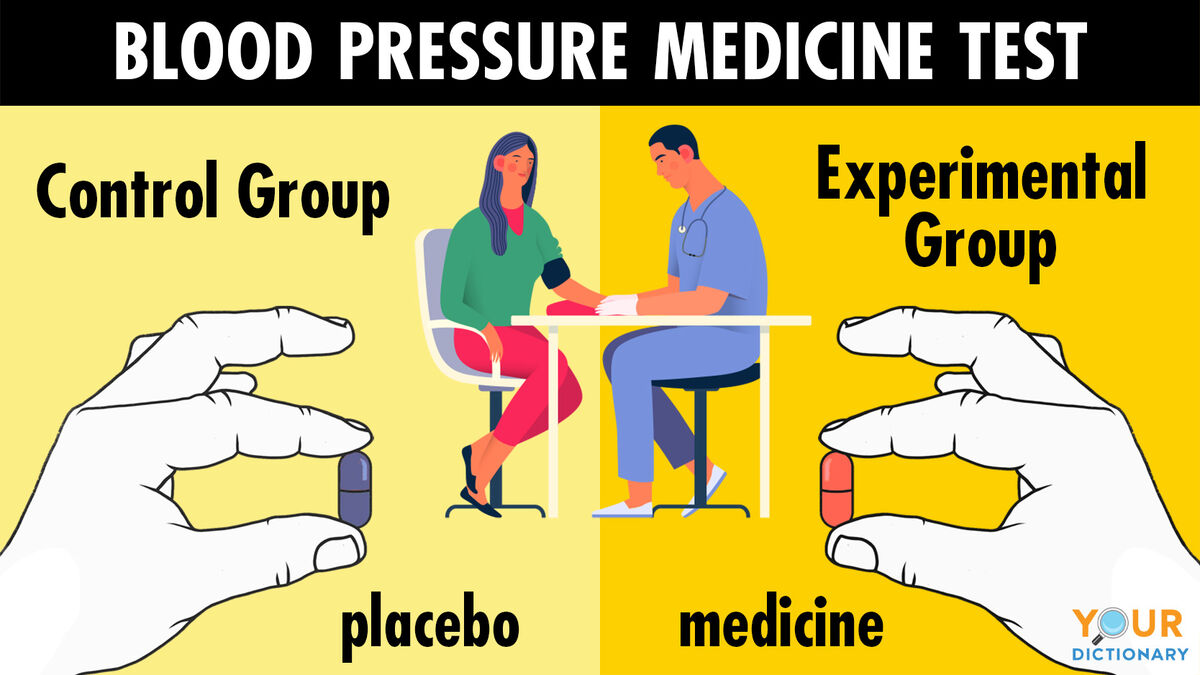 BLOOD PRESSURE MEDICINE TEST
Control Group
Experimental
Group
placebo
medicine
YOUR
DICTIONARY